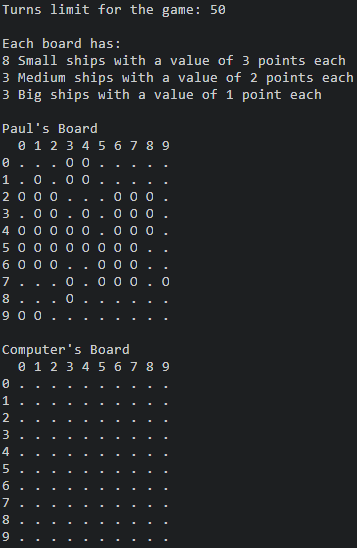 Turns limit for the game: 50
Each board has:
8 Small ships with a value of 3 points each
3 Medium ships with a value of 2 points each
3 Big ships with a value of 1 point each
Paul's Board
0 1 2 3 4 5 6 7 8 9
0 . . . O O . . . . .
1 . O . O O . . . . .
2 O O O . . . O O O .
3 . O O . O . O O O .
4 O O O O O . O O O .
5 O O O O O O O O . .
6 O O O . . O O O . .
7 . . . O . O O O . O
8 . . . O . . . . . .
9 O O . . . . . . . .
Computer's Board
0 1 2 3 4 5 6 7 8 9
0 . . . . . . . . . .
1 . . . . . . . . . .
2 . . . . . . . . . .
3 . . . . . . . . . .
4 . . . . . . . . . .
5 . . . . . . . . . .
6 . . . . . . . . . .
7 . . . . . . . . . .
8 . . . . . . . . . .
9 . . . . . . . . . .